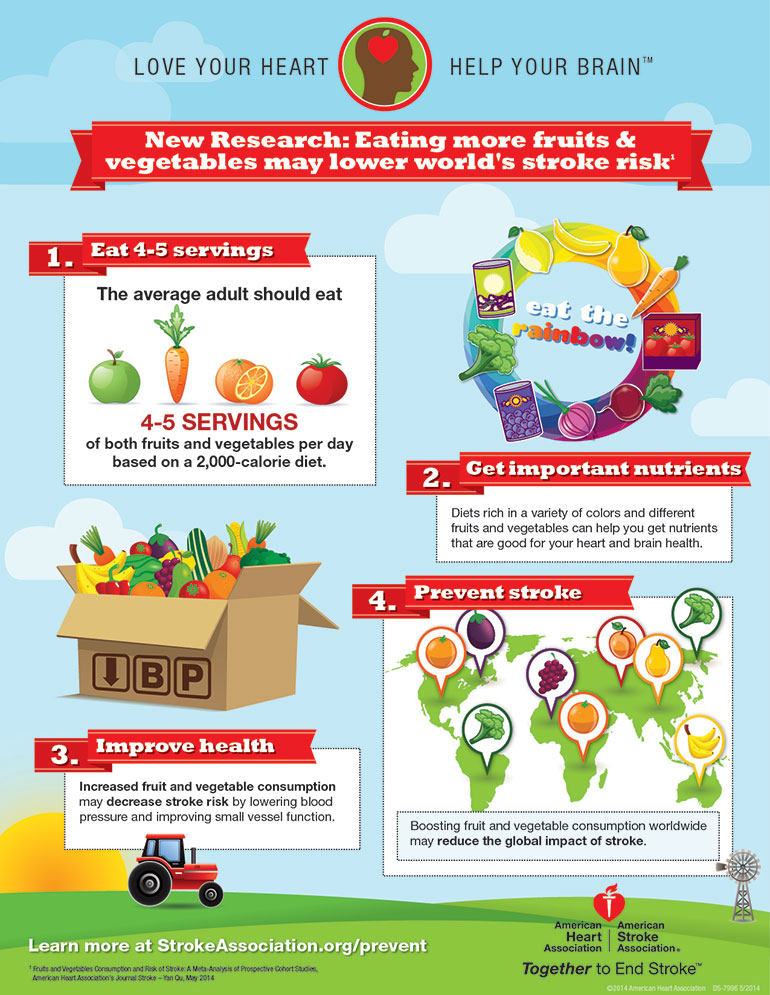 LOVE YOUR HEART
HELP YOUR BRAIN™
New Research: Eating more fruits &
vegetables may lower world's stroke risk¹
1. Eat 4-5 servings
The average adult should eat
4-5 SERVINGS
of both fruits and vegetables per day
based on a 2,000-calorie diet.
eat the
rainbow!
2. Get important nutrients
Diets rich in a variety of colors and different
fruits and vegetables can help you get nutrients
that are good for your heart and brain health.
↓BP
3. Improve health
Increased fruit and vegetable consumption
may decrease stroke risk by lowering blood
pressure and improving small vessel function.
4. Prevent stroke
Boosting fruit and vegetable consumption worldwide
may reduce the global impact of stroke.
Learn more at StrokeAssociation.org/prevent
¹ Fruits and Vegetables Consumption and Risk of Stroke: A Meta-Analysis of Prospective Cohort Studies,
American Heart Association's Journal Stroke – Yan Qu, May 2014
American
Heart
Association
American
Stroke
Association®
Together to End Stroke™
©2014 American Heart Association DS-7996 5/2014